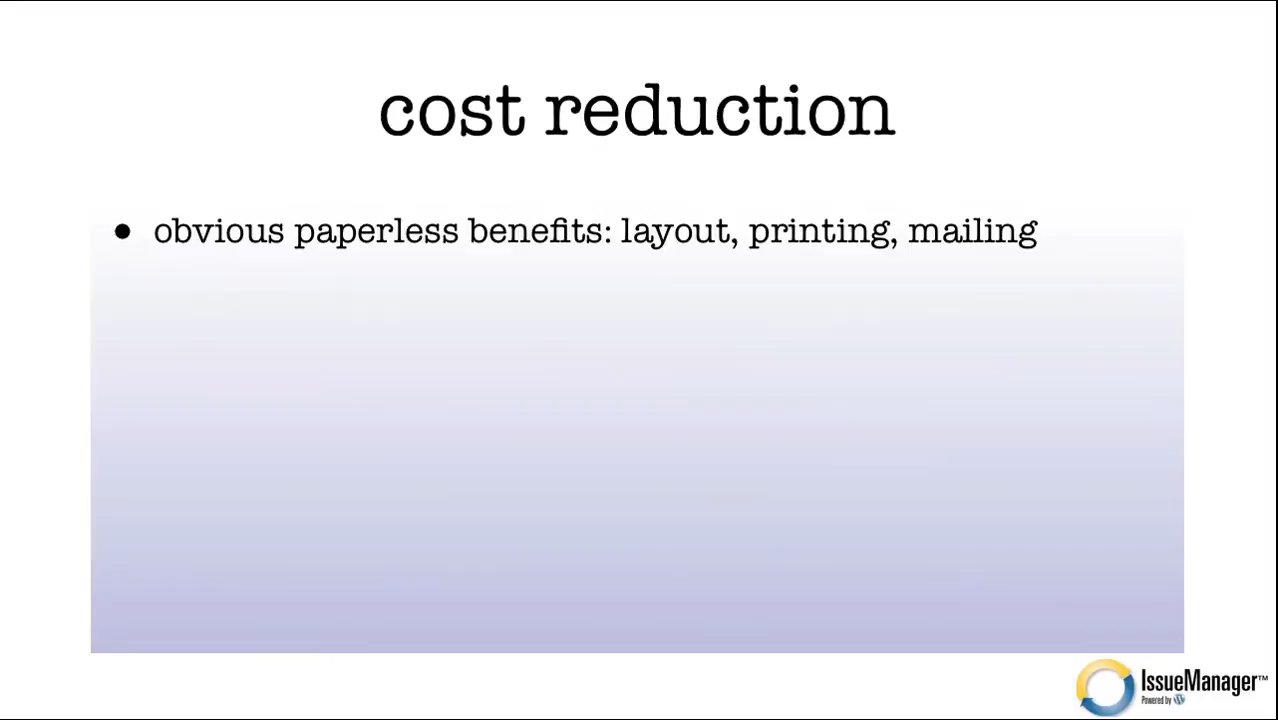 cost reduction
• obvious paperless benefits: layout, printing, mailing
IssueManager™
Powered by